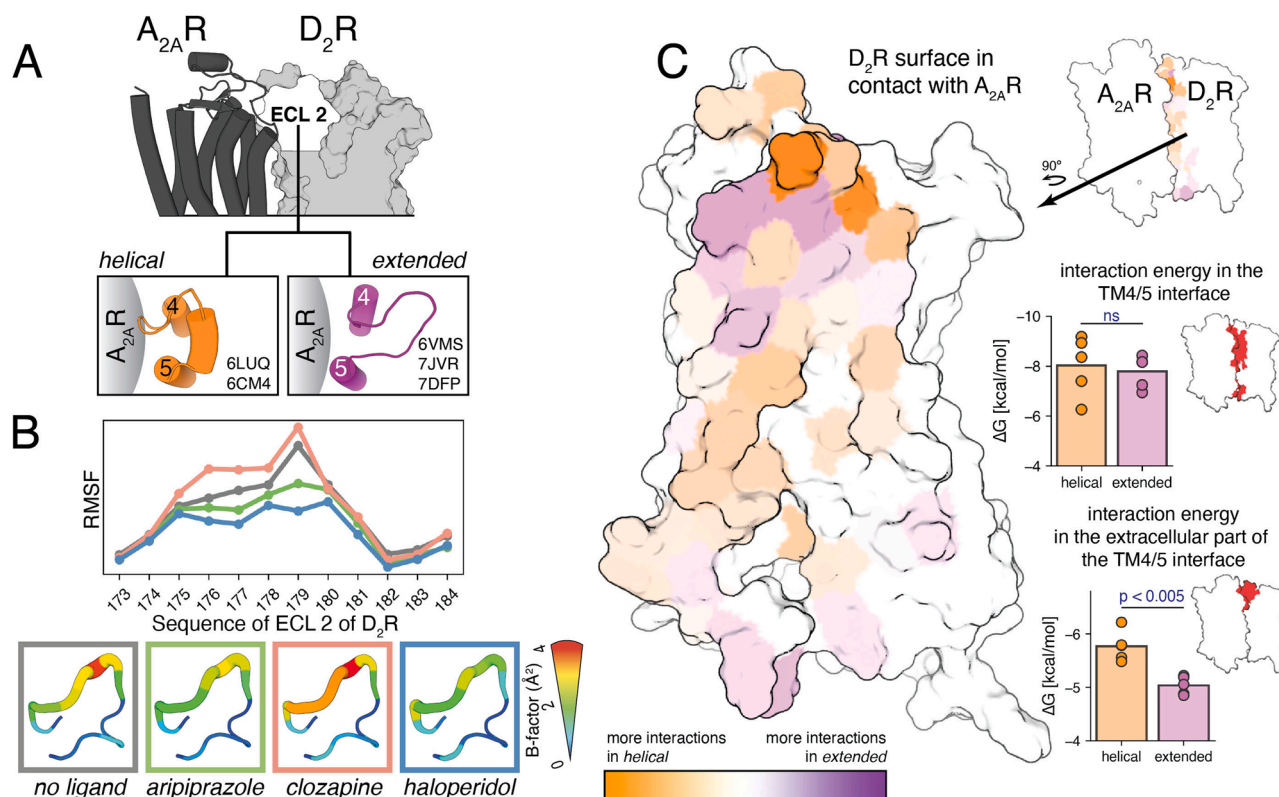 A
A2AR
D2R
ECL 2
helical
extended
A2AR
4
5
6LUQ
6CM4
A2AR
4
5
6VMS
7JVR
7DFP
B
RMSF
173
174
175
176
177
178
179
180
181
182
183
184
Sequence of ECL 2 of D2R
no ligand
aripiprazole
clozapine
haloperidol
B-factor (Å²)
4
2
0
C
D2R surface in
contact with A2AR
A2AR
D2R
90°
more interactions
in helical
more interactions
in extended
interaction energy in the
TM4/5 interface
ns
ΔG [kcal/mol]
−10
−8
−6
−4
helical
extended
interaction energy
in the extracellular part of
the TM4/5 interface
p < 0.005
ΔG [kcal/mol]
−6
−5
−4
helical
extended